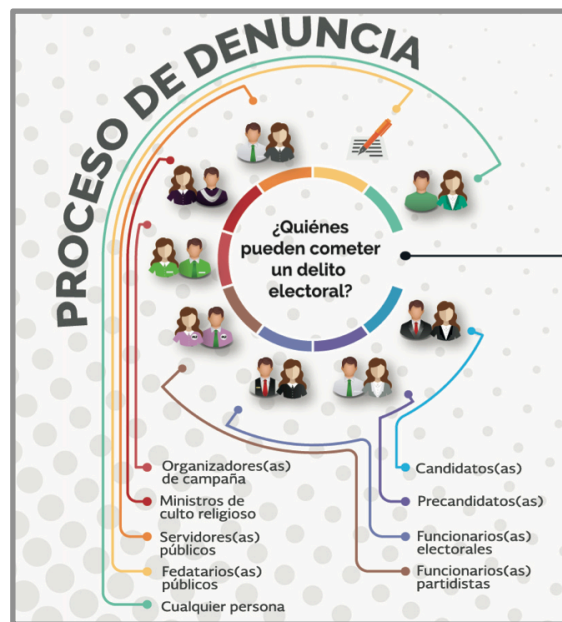 PROCESO DE DENUNCIA
¿Quiénes
pueden cometer
un delito
electoral?
Organizadores(as)
de campaña
Ministros de
culto religioso
Servidores(as)
públicos
Fedatarios(as)
públicos
Cualquier persona
Candidatos(as)
Precandidatos(as)
Funcionarios(as)
electorales
Funcionarios(as)
partidistas